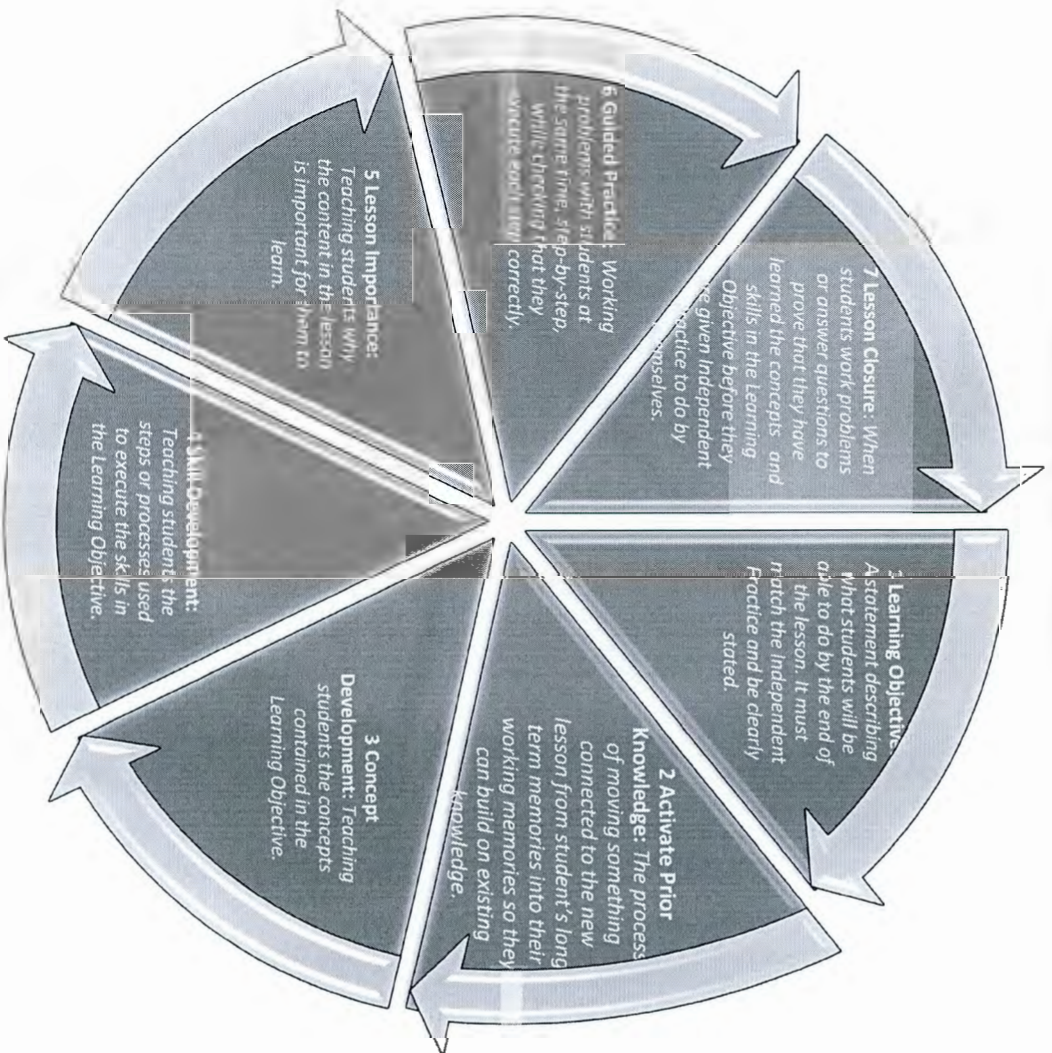 1 Learning Objective
A statement describing
what students will be
able to do by the end of
the lesson. It must
match the Independent
Practice and be clearly
stated.
2 Activate Prior
Knowledge: The process
of moving something
connected to the new
lesson from student's long
term memories into their
working memories so they
can build on existing
knowledge.
3 Concept
Development: Teaching
students the concepts
contained in the
Learning Objective.
4 Skill Development:
Teaching students the
steps or processes used
to execute the skills in
the Learning Objective.
5 Lesson Importance:
Teaching students why
the content in the lesson
is important for them to
learn.
6 Guided Practice: Working
problems with students at
the same time, step-by-step,
while checking that they
execute each step correctly.
7 Lesson Closure: When
students work problems
or answer questions to
prove that they have
learned the concepts and
skills in the Learning
Objective before they
be given Independent
Practice to do by
themselves.